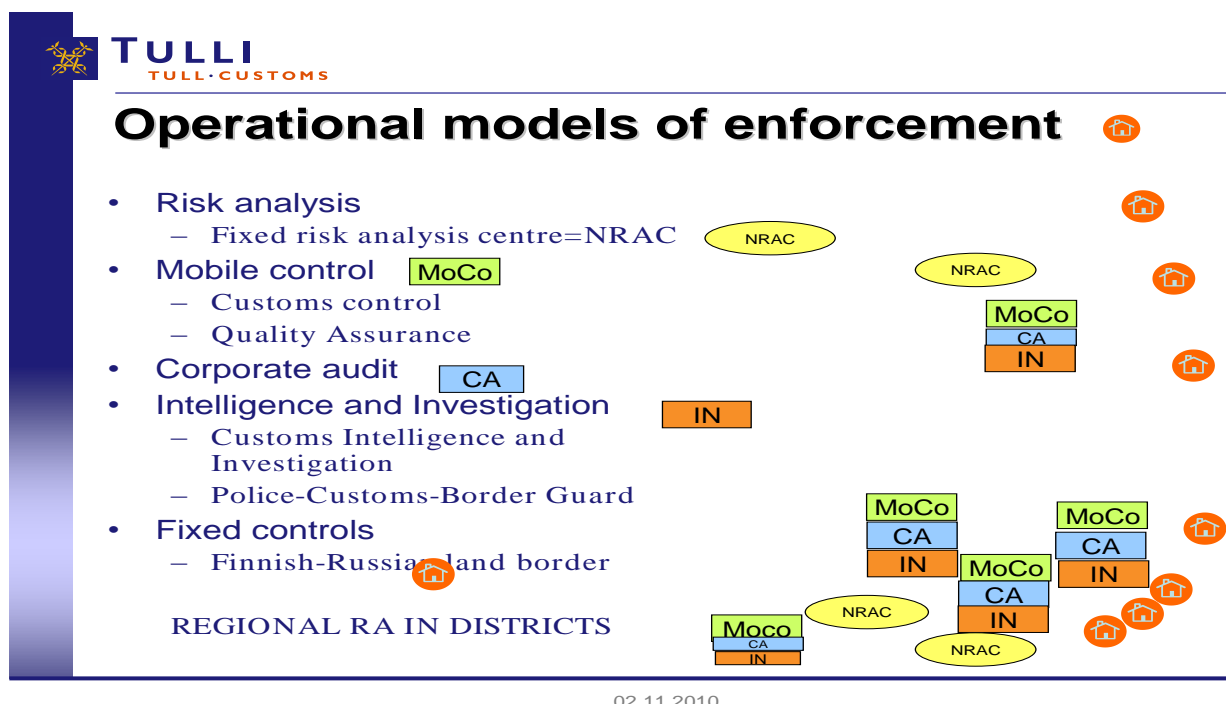 TULLI
TULL·CUSTOMS
Operational models of enforcement
• Risk analysis
– Fixed risk analysis centre=NRAC
NRAC
NRAC
• Mobile control
MoCo
– Customs control
– Quality Assurance
MoCo
CA
IN
• Corporate audit
CA
• Intelligence and Investigation
IN
– Customs Intelligence and
Investigation
– Police-Customs-Border Guard
• Fixed controls
– Finnish-Russian land border
MoCo
CA
IN
MoCo
CA
IN
MoCo
CA
IN
NRAC
NRAC
REGIONAL RA IN DISTRICTS
Moco
CA
IN
02.11.2010